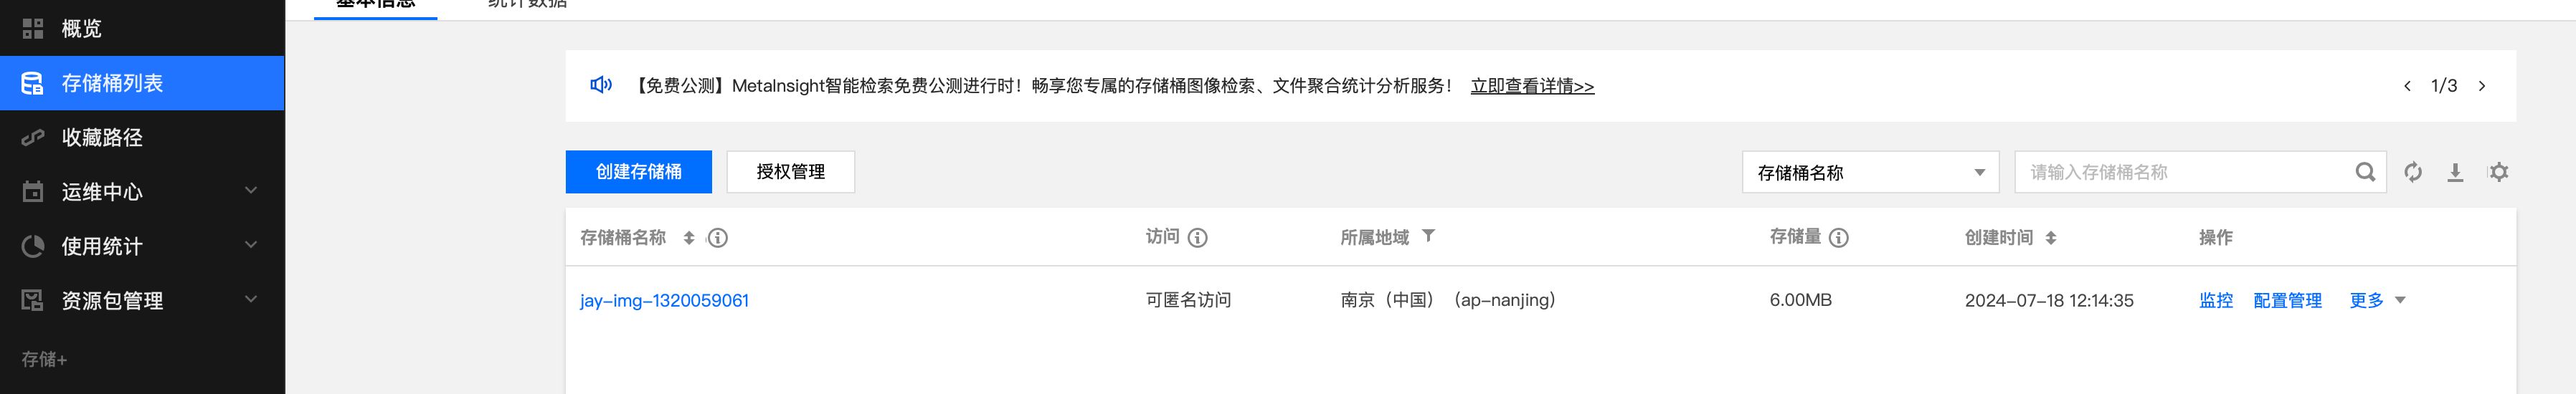 基本信息 统计数据
概览
存储桶列表
收藏路径
运维中心
使用统计
资源包管理
存储+
【免费公测】MetaInsight智能检索免费公测进行时！畅享您专属的存储桶图像检索、文件聚合统计分析服务！ 立即查看详情>>
1/3
创建存储桶 授权管理 存储桶名称 请输入存储桶名称
存储桶名称 访问 所属地域 存储量 创建时间 操作
jay-img-1320059061 可匿名访问 南京（中国）（ap-nanjing） 6.00MB 2024-07-18 12:14:35 监控 配置管理 更多